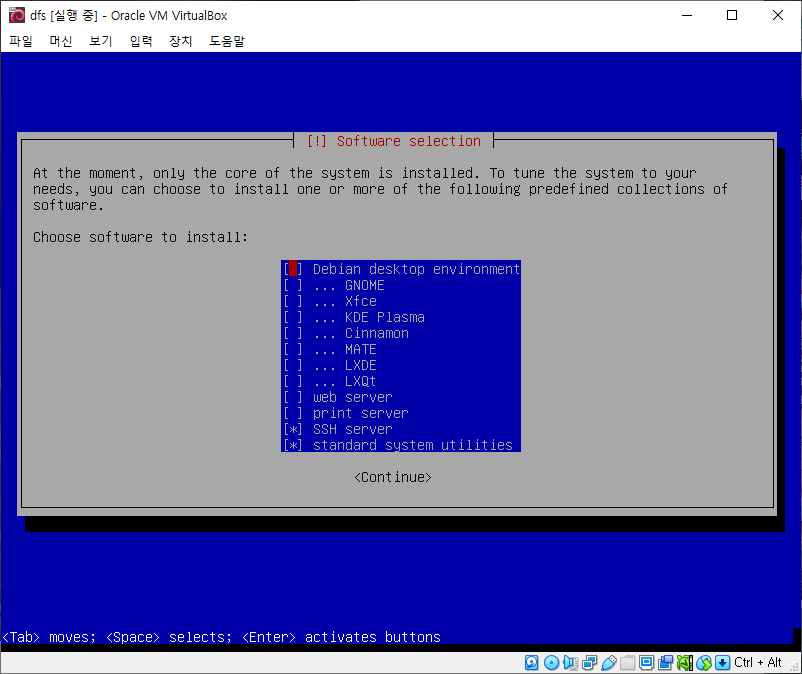 dfs [실행 중] - Oracle VM VirtualBox
파일 머신 보기 입력 장치 도움말
[!] Software selection
At the moment, only the core of the system is installed. To tune the system to your
needs, you can choose to install one or more of the following predefined collections of
software.
Choose software to install:
[ ] Debian desktop environment
[ ] ... GNOME
[ ] ... Xfce
[ ] ... KDE Plasma
[ ] ... Cinnamon
[ ] ... MATE
[ ] ... LXDE
[ ] ... LXQt
[ ] web server
[ ] print server
[*] SSH server
[*] standard system utilities
<Continue>
<Tab> moves; <Space> selects; <Enter> activates buttons
Ctrl + Alt